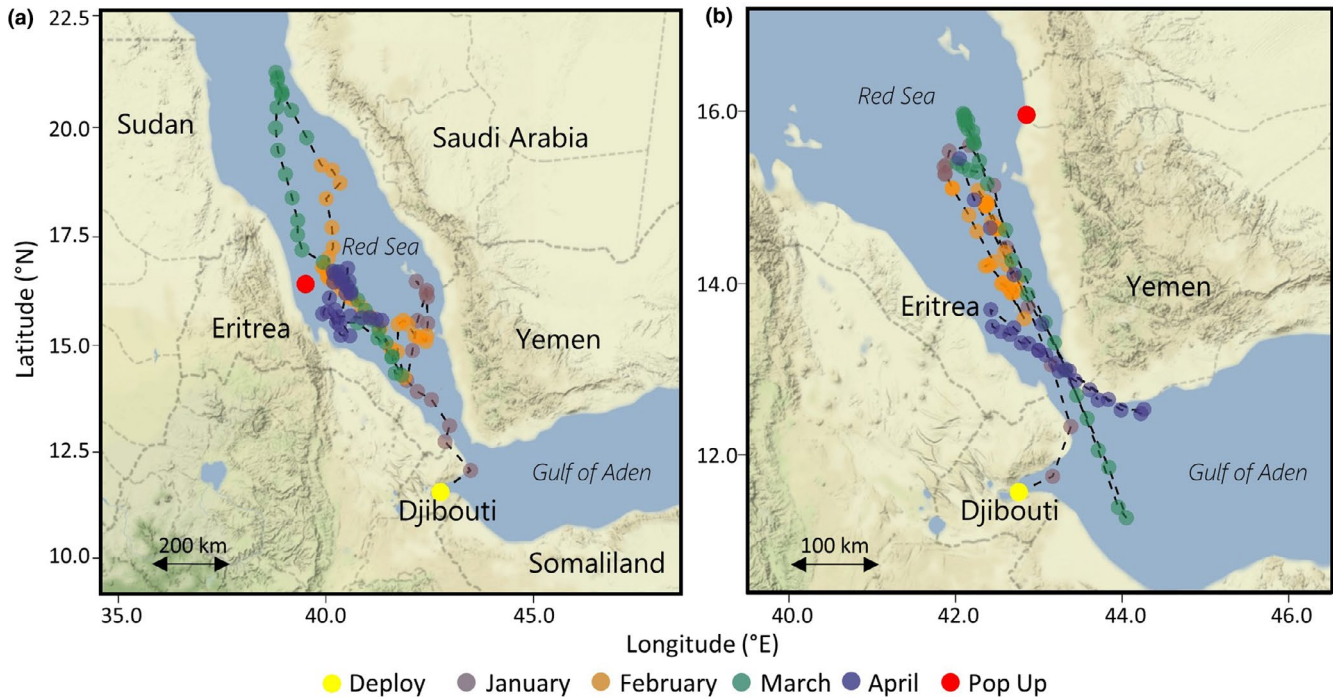 (a)
22.5
20.0
17.5
15.0
12.5
10.0
Latitude (°N)
35.0
40.0
45.0
Sudan
Saudi Arabia
Red Sea
Eritrea
Yemen
Gulf of Aden
Djibouti
200 km
Somaliland
(b)
16.0
14.0
12.0
40.0
42.0
44.0
46.0
Red Sea
Yemen
Eritrea
Gulf of Aden
Djibouti
100 km
Longitude (°E)
Deploy January February March April Pop Up